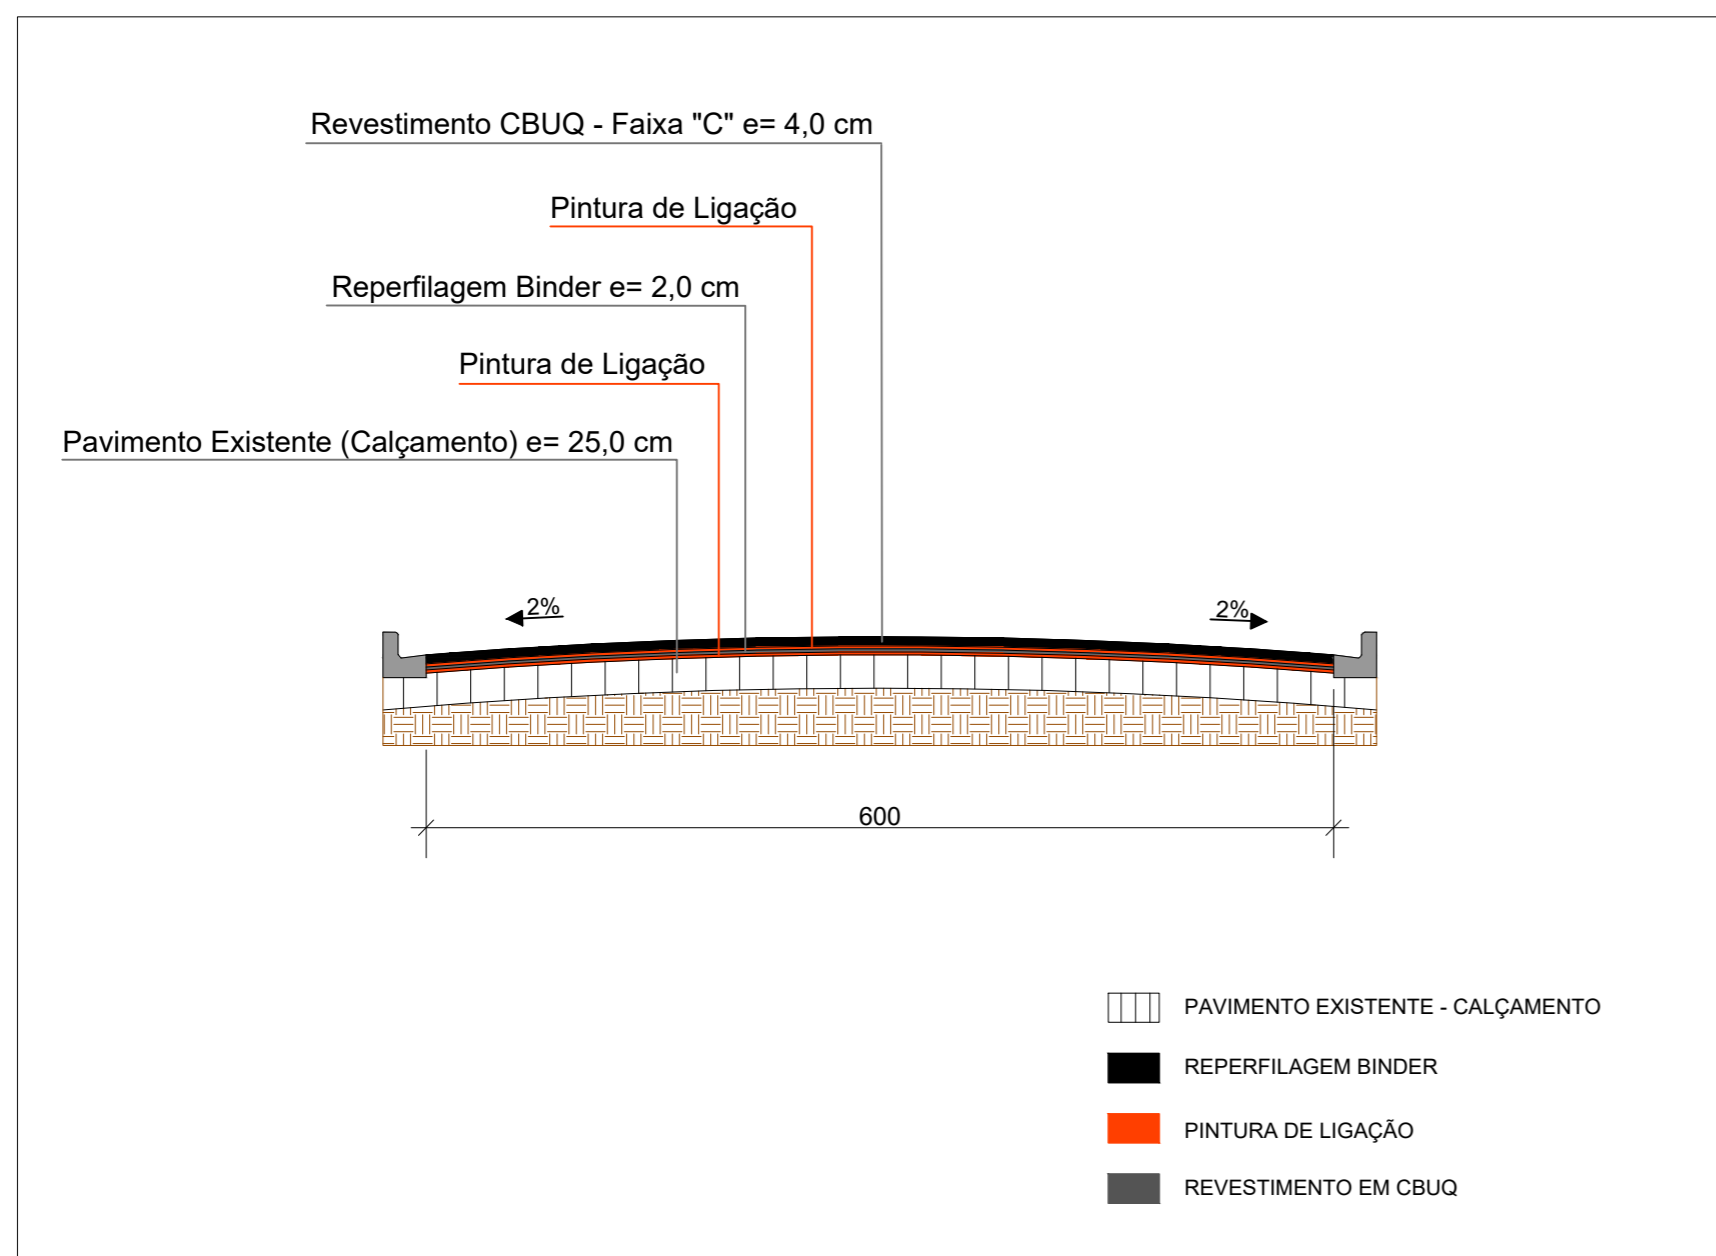 Revestimento CBUQ - Faixa "C" e= 4,0 cm
Pintura de Ligação
Reperfilagem Binder e= 2,0 cm
Pintura de Ligação
Pavimento Existente (Calçamento) e= 25,0 cm
2%
2%
600
PAVIMENTO EXISTENTE - CALÇAMENTO
REPERFILAGEM BINDER
PINTURA DE LIGAÇÃO
REVESTIMENTO EM CBUQ